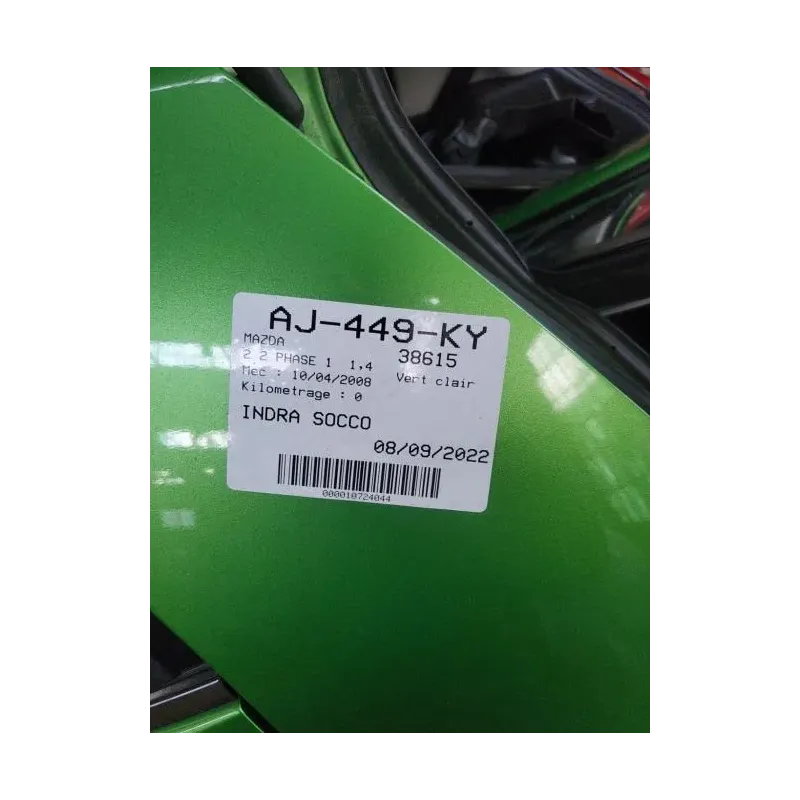 AJ-449-KY
MAZDA 38615
2,2 PHASE 1 1,4
Mec : 10/04/2008 Vert clair
Kilometrage : 0
INDRA SOCCO
08/09/2022
000010724044